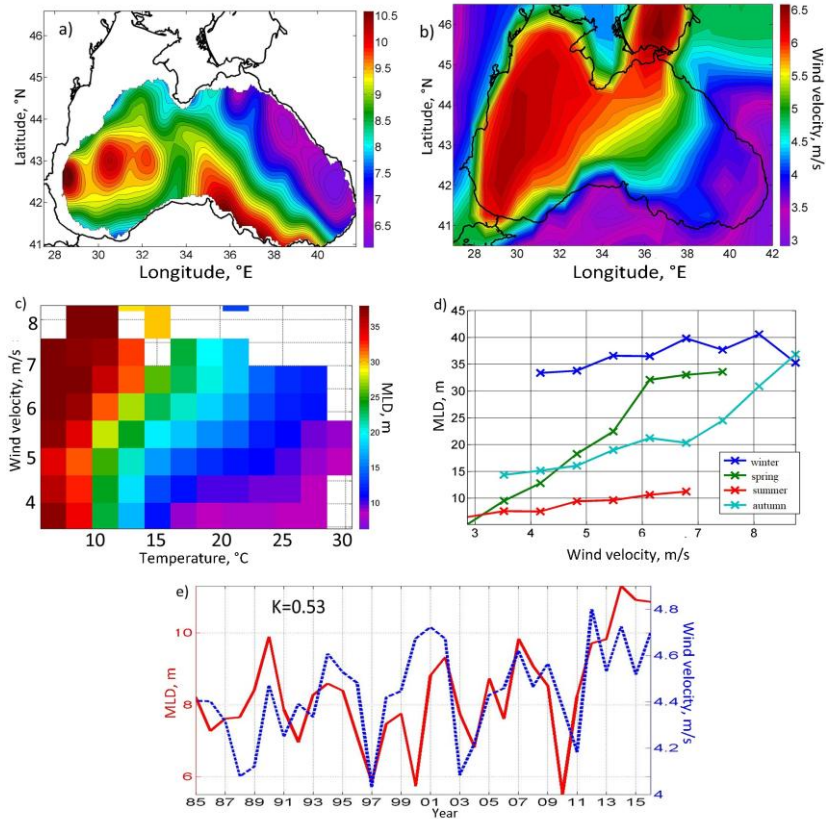 a)
Latitude, °N
46
45
44
43
42
41
28 30 32 34 36 38 40
Longitude, °E
10.5
10
9.5
9
8.5
8
7.5
7
6.5
b)
Latitude, °N
46
45
44
43
42
41
28 30 32 34 36 38 40 42
Longitude, °E
6.5
6
5.5
5
4.5
4
3.5
3
Wind velocity, m/s
c)
Wind velocity, m/s
8
7
6
5
4
10 15 20 25 30
Temperature, °C
35
30
25
20
15
10
MLD, m
d)
MLD, m
45
40
35
30
25
20
15
10
3 4 5 6 7 8
Wind velocity, m/s
winter
spring
summer
autumn
e)
K=0.53
MLD, m
10
8
6
85 87 89 91 93 95 97 99 01 03 05 07 09 11 13 15
Year
4.8
4.6
4.4
4.2
4
Wind velocity, m/s